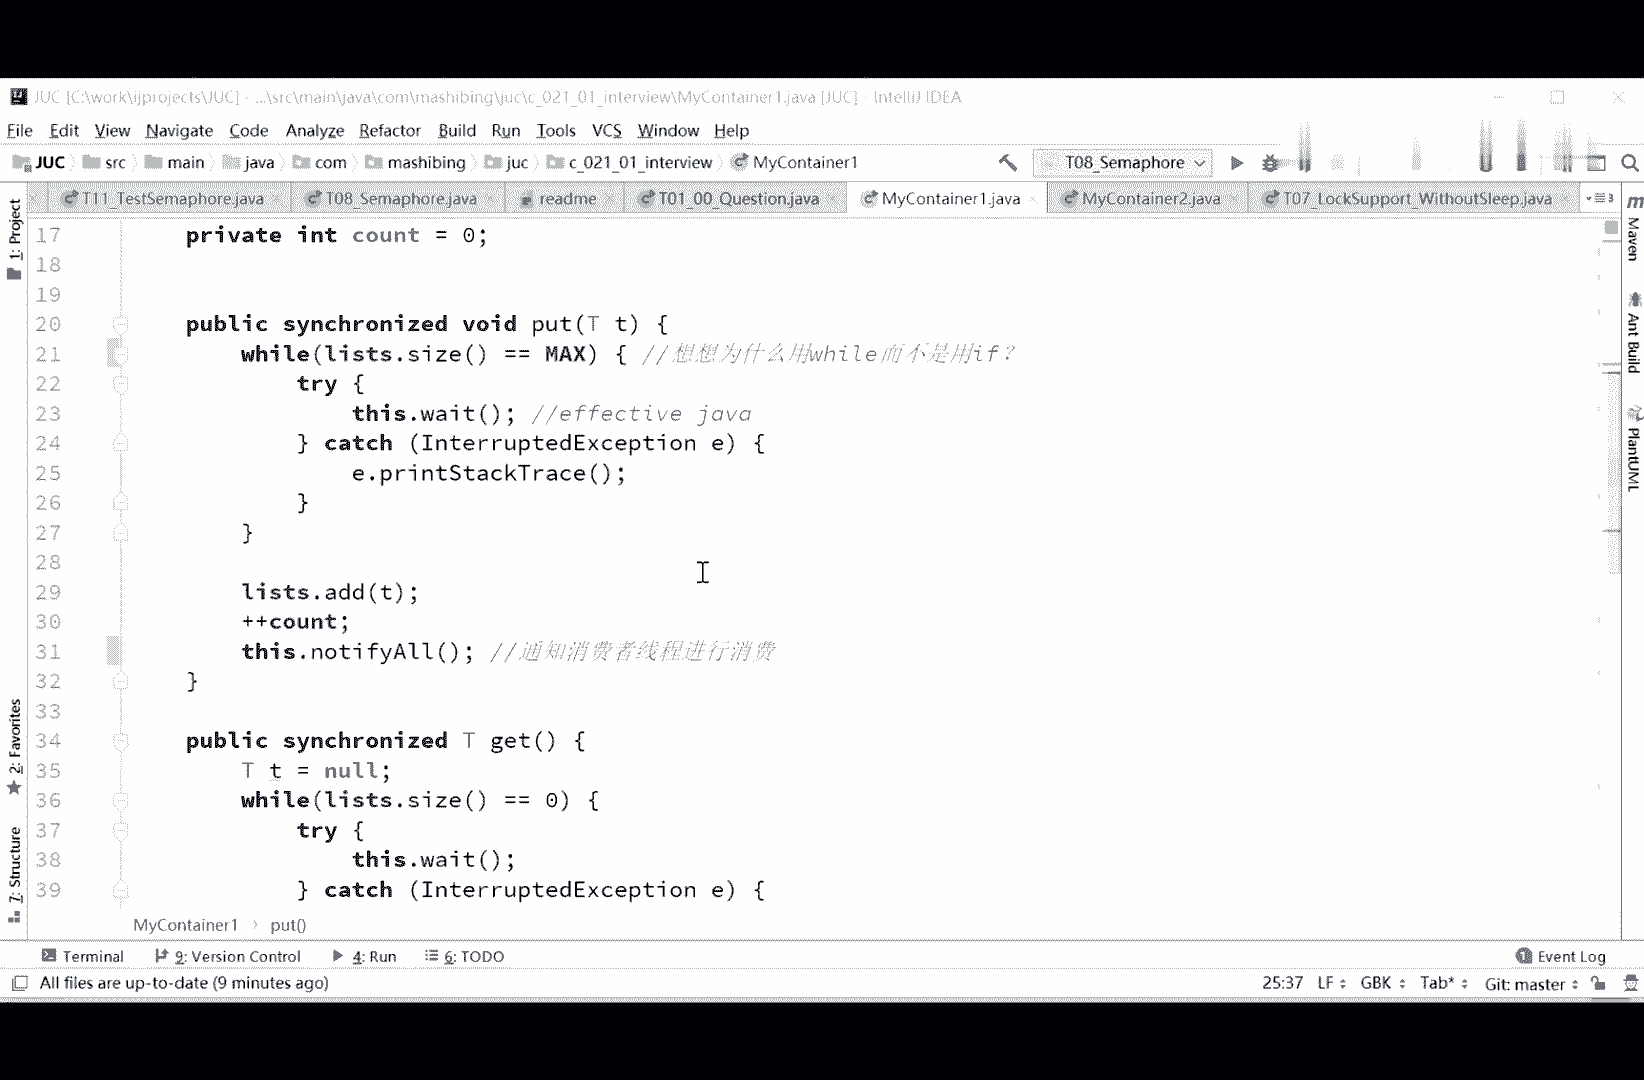 JUC [C:\work\ijprojects\JUC] - ...\src\main\java\com\mashibing\juc\c_021_01_interview\MyContainer1.java [JUC] - IntelliJ IDEA
File Edit View Navigate Code Analyze Refactor Build Run Tools VCS Window Help
JUC src main java com mashibing juc c_021_01_interview MyContainer1 T08_Semaphore
T11_TestSemaphore.java T08_Semaphore.java readme T01_00_Question.java MyContainer1.java MyContainer2.java T07_LockSupport_WithoutSleep.java 3
1: Project
2: Favorites
7: Structure
17 private int count = 0;
18
19
20 public synchronized void put(T t) {
21 while(lists.size() == MAX) { //想想为什么用while而不是用if？
22 try {
23 this.wait(); //effective java
24 } catch (InterruptedException e) {
25 e.printStackTrace();
26 }
27 }
28
29 lists.add(t);
30 ++count;
31 this.notifyAll(); //通知消费者线程进行消费
32 }
33
34 public synchronized T get() {
35 T t = null;
36 while(lists.size() == 0) {
37 try {
38 this.wait();
39 } catch (InterruptedException e) {
m Maven
Ant Build
PlantUML
MyContainer1 put()
Terminal 9: Version Control 4: Run 6: TODO 1 Event Log
All files are up-to-date (9 minutes ago) 25:37 LF GBK Tab* Git: master